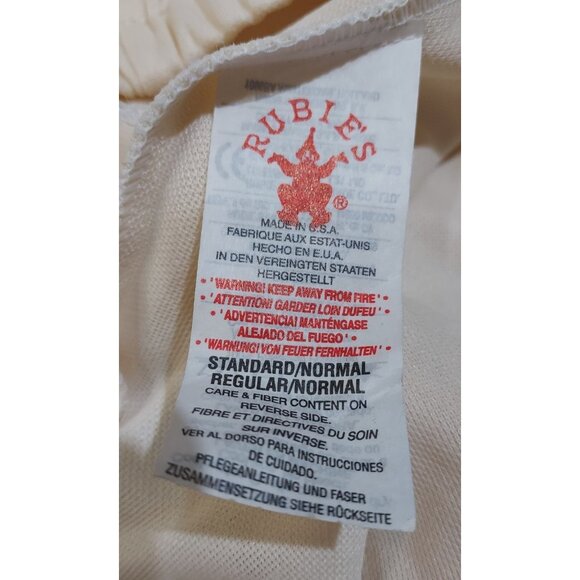 RUBIE'S
®
MADE IN U.S.A.
FABRIQUE AUX ESTAT-UNIS
HECHO EN E.U.A.
IN DEN VEREINGTEN STAATEN
HERGESTELLT
• 'WARNING! KEEP AWAY FROM FIRE' •
• 'ATTENTION! GARDER LOIN DUFEU' •
• 'ADVERTENCIA! MANTÉNGASE
ALEJADO DEL FUEGO' •
• 'WARNUNG! VON FEUER FERNHALTEN' •
STANDARD/NORMAL
REGULAR/NORMAL
CARE & FIBER CONTENT ON
REVERSE SIDE.
FIBRE ET DIRECTIVES DU SOIN
SUR INVERSE.
VER AL DORSO PARA INSTRUCCIONES
DE CUIDADO.
PFLEGEANLEITUNG UND FASER
ZUSAMMENSETZUNG SIEHE RÜCKSEITE